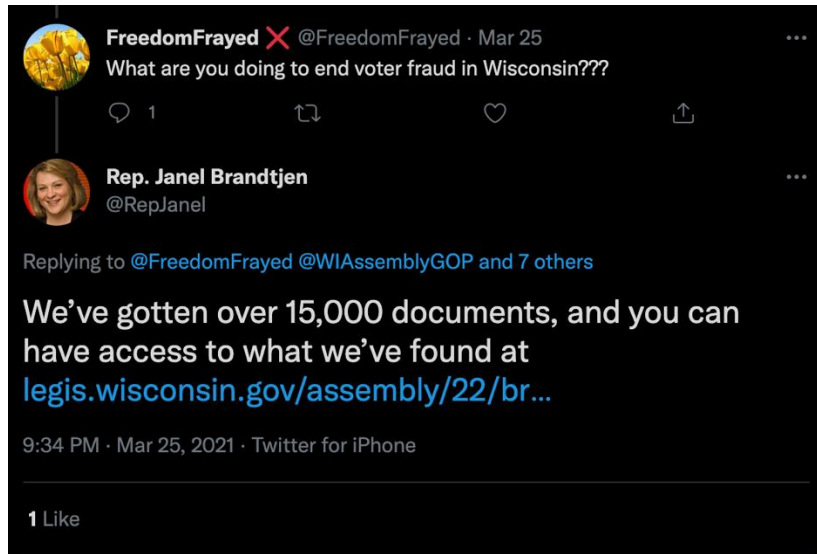 FreedomFrayed ❌ @FreedomFrayed · Mar 25
What are you doing to end voter fraud in Wisconsin???
1
Rep. Janel Brandtjen
@RepJanel
Replying to @FreedomFrayed @WIAssemblyGOP and 7 others
We’ve gotten over 15,000 documents, and you can
have access to what we’ve found at
legis.wisconsin.gov/assembly/22/br...
9:34 PM · Mar 25, 2021 · Twitter for iPhone
1 Like